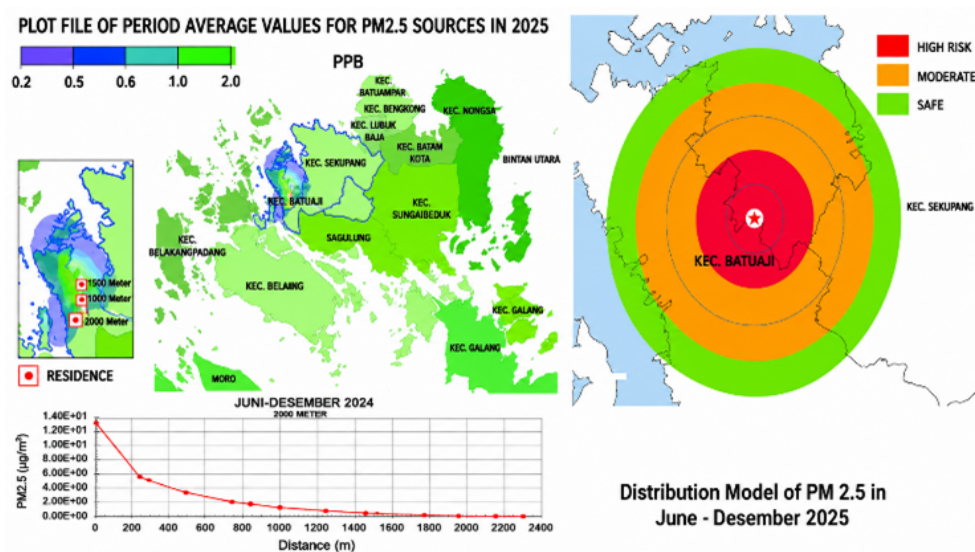 PLOT FILE OF PERIOD AVERAGE VALUES FOR PM2.5 SOURCES IN 2025
0.2 0.5 0.6 1.0 2.0
PPB
KEC.
BATUAMPAR
KEC. BENGKONG
KEC. NONGSA
KEC. LUBUK
BAJA
KEC. BATAM
KOTA
KEC. SEKUPANG
BINTAN UTARA
KEC. BATUAJI
KEC.
SUNGAIBEDUK
SAGULUNG
KEC.
BELAKANGPADANG
KEC. BELAING
KEC. GALANG
KEC. GALANG
MORO
1500 Meter
1000 Meter
2000 Meter
RESIDENCE
HIGH RISK
MODERATE
SAFE
KEC. SEKUPANG
KEC. BATUAJI
JUNI-DESEMBER 2024
2000 METER
PM2.5 (µg/m³)
1.40E+01
1.20E+01
1.00E+01
8.00E+00
6.00E+00
4.00E+00
2.00E+00
0.00E+00
0 200 400 600 800 1000 1200 1400 1600 1800 2000 2200 2400
Distance (m)
Distribution Model of PM 2.5 in
June - Desember 2025